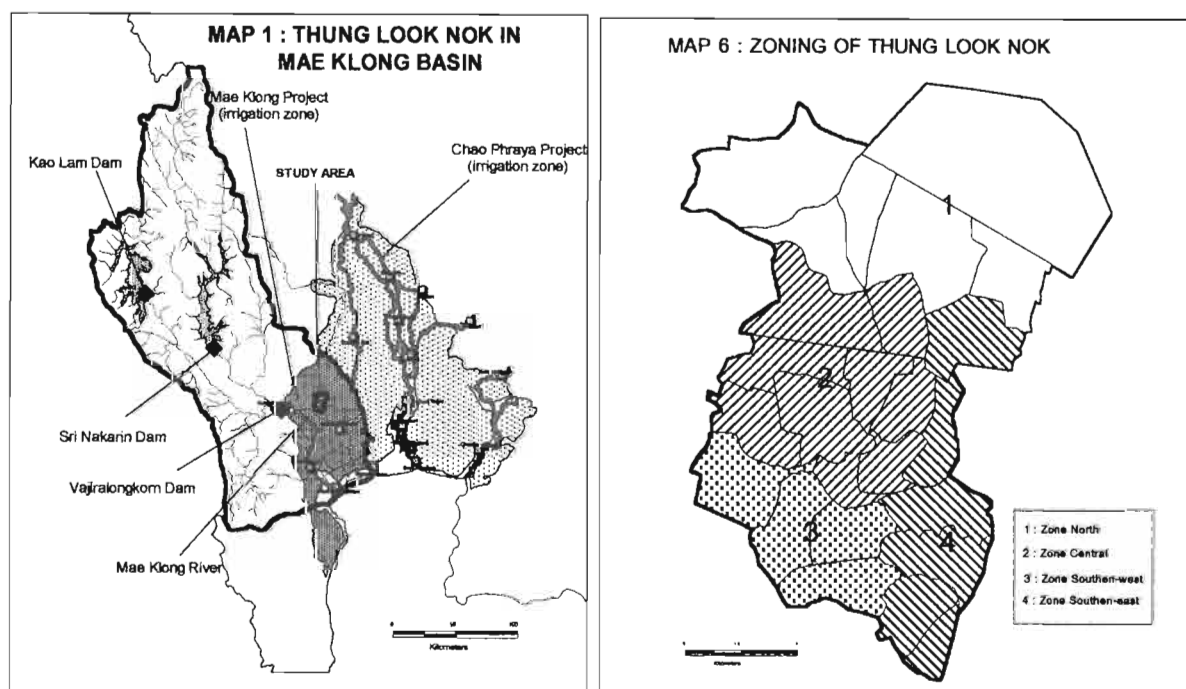 MAP 1 : THUNG LOOK NOK IN
MAE KLONG BASIN
Mae Klong Project
(irrigation zone)
Kao Lam Dam
STUDY AREA
Chao Phraya Project
(irrigation zone)
Sri Nakarin Dam
Vajiralongkorn Dam
Mae Klong River
Kilometers
MAP 6 : ZONING OF THUNG LOOK NOK
1
2
3
4
1 : Zone North
2 : Zone Central
3 : Zone Southen-west
4 : Zone Southen-east
Kilometers